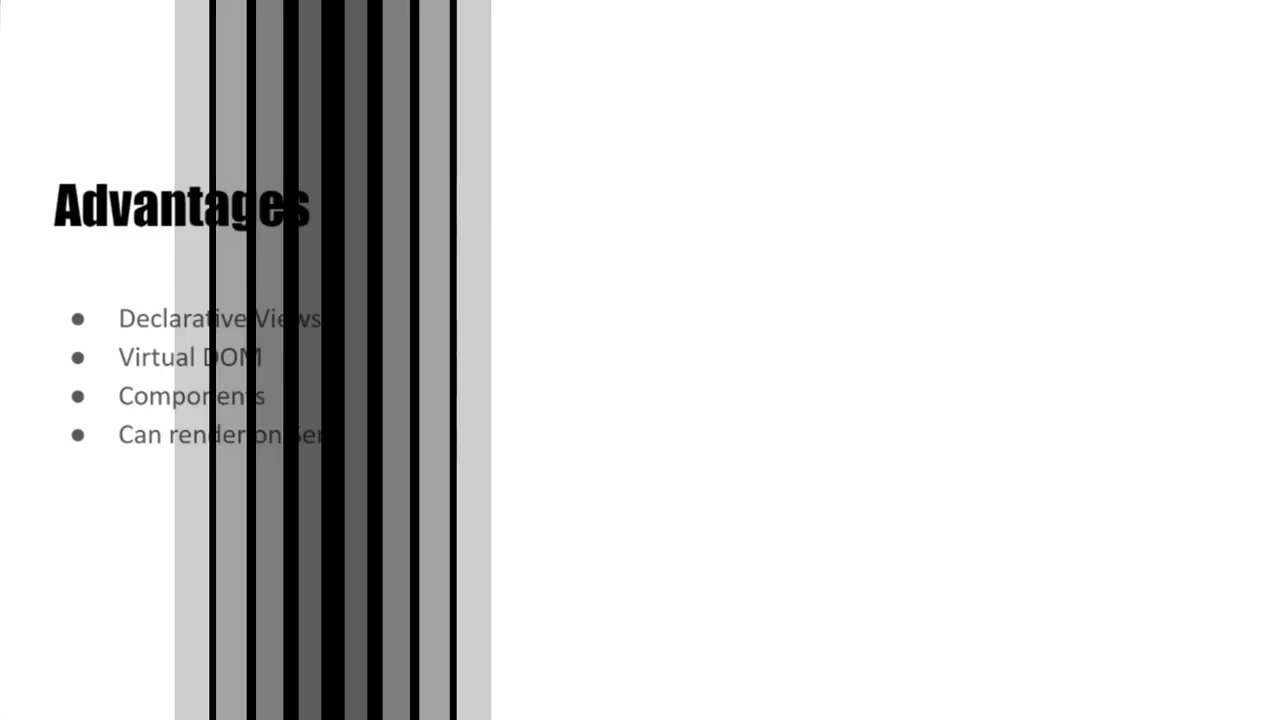 Advantages
● Declarative Views
● Virtual DOM
● Components
● Can render on